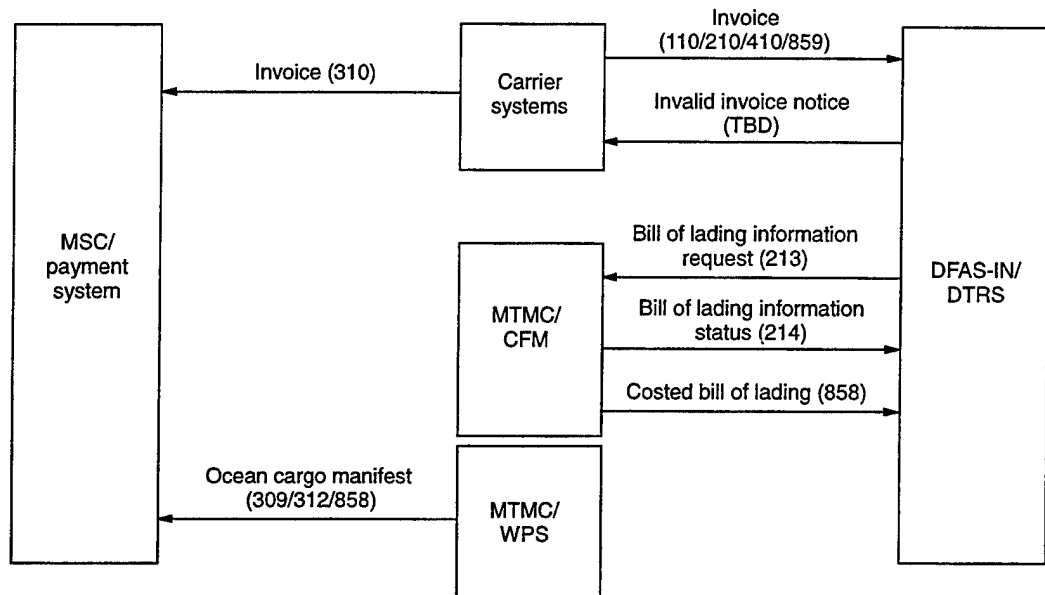 Invoice
(110/210/410/859)
Invoice (310)
Carrier
systems
Invalid invoice notice
(TBD)
MSC/
payment
system
Bill of lading information
request (213)
DFAS-IN/
DTRS
MTMC/
CFM
Bill of lading information
status (214)
Costed bill of lading (858)
Ocean cargo manifest
(309/312/858)
MTMC/
WPS